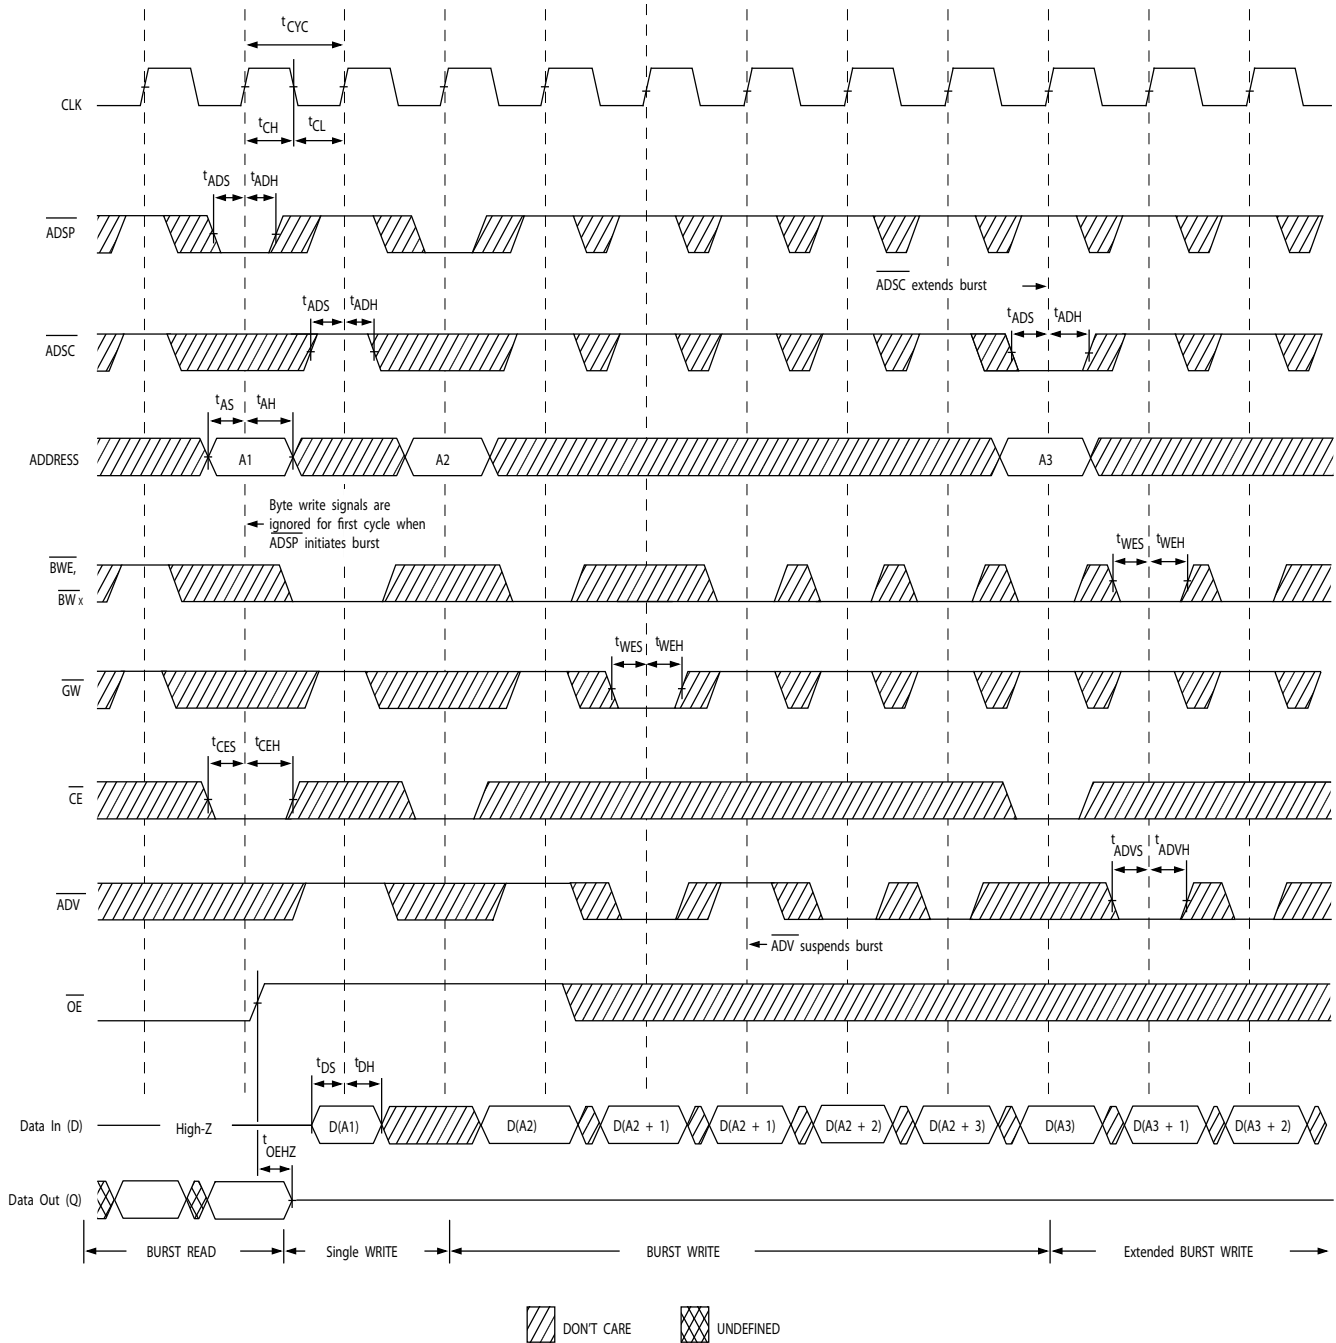 tCYC
CLK
tCH
tCL
tADS
tADH
ADSP
ADSC extends burst
tADS
tADH
tADS
tADH
ADSC
tAS
tAH
ADDRESS
A1
A2
A3
Byte write signals are
ignored for first cycle when
ADSP initiates burst
BWE,
BW x
tWES
tWEH
tWES
tWEH
GW
tCES
tCEH
CE
tADVS
tADVH
ADV
ADV suspends burst
OE
tDS
tDH
Data In (D)
High-Z
D(A1)
D(A2)
D(A2 + 1)
D(A2 + 1)
D(A2 + 2)
D(A2 + 3)
D(A3)
D(A3 + 1)
D(A3 + 2)
tOEHZ
Data Out (Q)
BURST READ
Single WRITE
BURST WRITE
Extended BURST WRITE
DON'T CARE
UNDEFINED